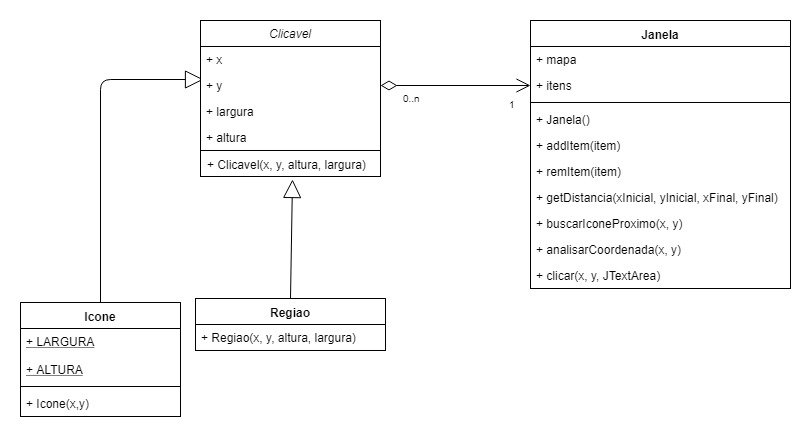 Clicavel
+ x
+ y
+ largura
+ altura
+ Clicavel(x, y, altura, largura)
0..n
1
Janela
+ mapa
+ itens
+ Janela()
+ addItem(item)
+ remItem(item)
+ getDistancia(xInicial, yInicial, xFinal, yFinal)
+ buscarIconeProximo(x, y)
+ analisarCoordenada(x, y)
+ clicar(x, y, JTextArea)
Icone
+ LARGURA
+ ALTURA
+ Icone(x,y)
Regiao
+ Regiao(x, y, altura, largura)